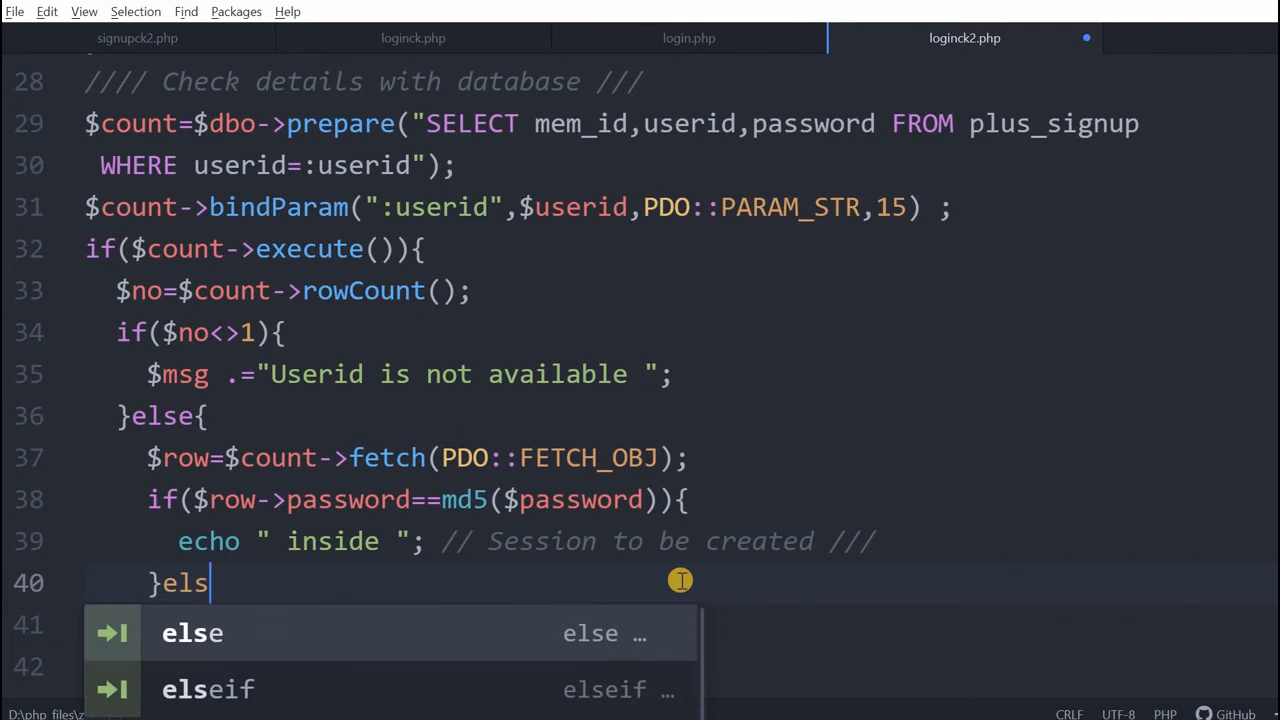 File Edit View Selection Find Packages Help
signupck2.php loginck.php login.php loginck2.php
28 //// Check details with database ///
29 $count=$dbo->prepare("SELECT mem_id,userid,password FROM plus_signup
30 WHERE userid=:userid");
31 $count->bindParam(":userid",$userid,PDO::PARAM_STR,15) ;
32 if($count->execute()){
33 $no=$count->rowCount();
34 if($no<>1){
35 $msg .="Userid is not available ";
36 }else{
37 $row=$count->fetch(PDO::FETCH_OBJ);
38 if($row->password==md5($password)){
39 echo " inside "; // Session to be created ///
40 }els
41 else else …
42 elseif elseif …
D:\php_files\z CRLF UTF-8 PHP GitHub